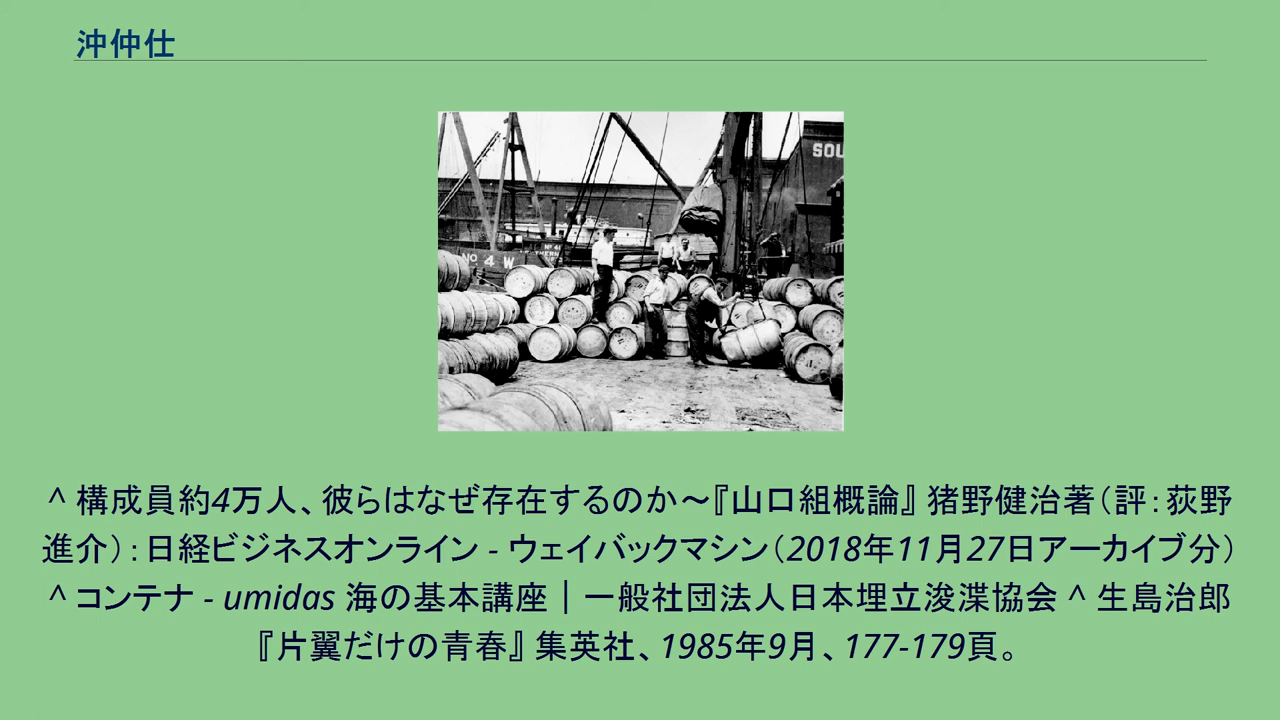 沖仲仕
SOU
NO 4 W
Nº 4
THERN
^ 構成員約4万人、彼らはなぜ存在するのか～『山口組概論』 猪野健治著（評：荻野
進介）：日経ビジネスオンライン - ウェイバックマシン（2018年11月27日アーカイブ分）
^ コンテナ - umidas 海の基本講座｜一般社団法人日本埋立浚渫協会 ^ 生島治郎
『片翼だけの青春』 集英社、1985年9月、177-179頁。